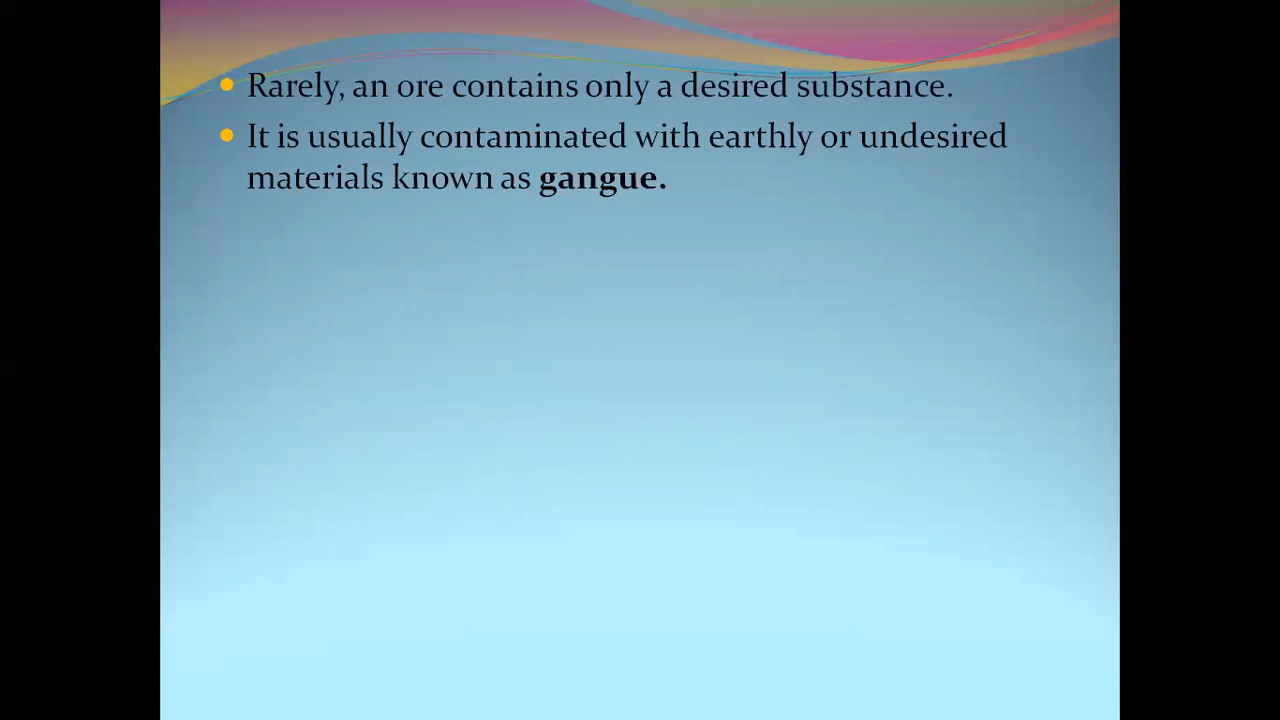 Rarely, an ore contains only a desired substance.
It is usually contaminated with earthly or undesired
materials known as gangue.